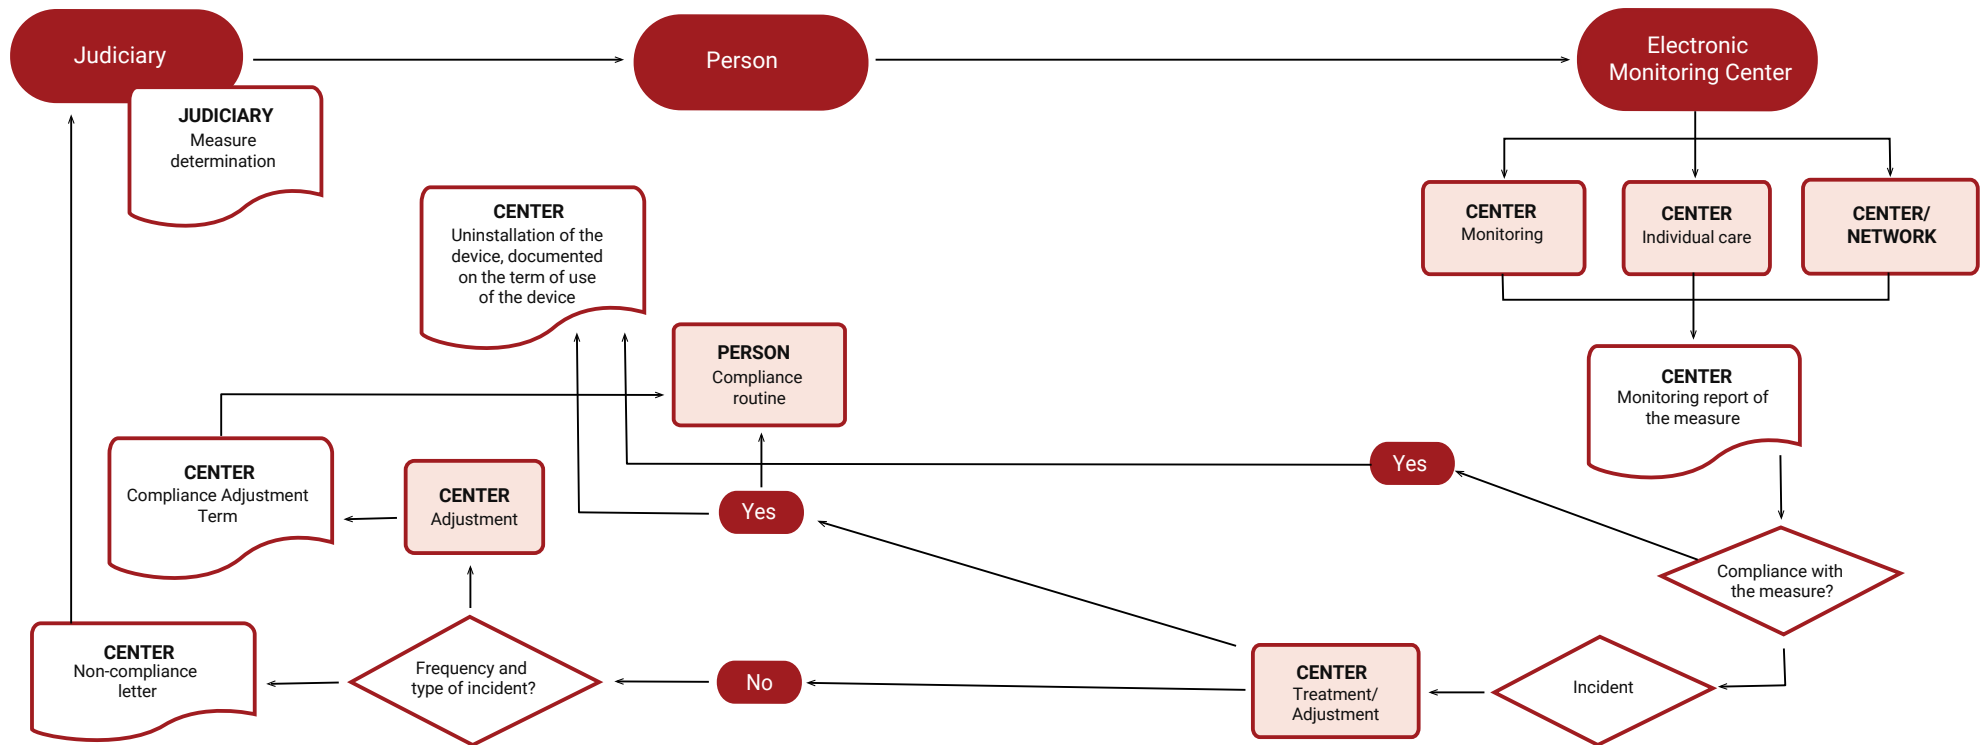 Judiciary
Person
Electronic
Monitoring Center
JUDICIARY
Measure
determination
CENTER
Uninstallation of the
device, documented
on the term of use
of the device
CENTER
Monitoring
CENTER
Individual care
CENTER/
NETWORK
PERSON
Compliance
routine
CENTER
Monitoring report of
the measure
CENTER
Compliance Adjustment
Term
CENTER
Adjustment
Yes
Yes
Compliance with
the measure?
CENTER
Non-compliance
letter
Frequency and
type of incident?
No
CENTER
Treatment/
Adjustment
Incident